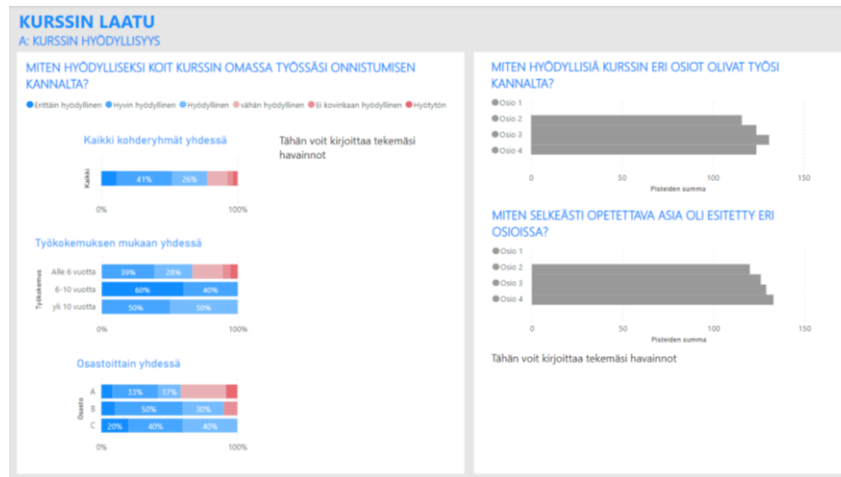 KURSSIN LAATU
A: KURSSIN HYÖDYLLISYYS
MITEN HYÖDYLLISEKSI KOIT KURSSIN OMASSA TYÖSSÄSI ONNISTUMISEN
KANNALTA?
Erittäin hyödyllinen Hyvin hyödyllinen Hyödyllinen vähän hyödyllinen Ei kovinkaan hyödyllinen Hyötytön
Kaikki kohderyhmät yhdessä
Tähän voit kirjoittaa tekemäsi
havainnot
Kaikki
41% 26%
0% 100%
Työkokemuksen mukaan yhdessä
Työkokemus
Alle 6 vuotta 39% 28%
6-10 vuotta 60% 40%
yli 10 vuotta 50% 50%
0% 100%
Osastoittain yhdessä
Osasto
A 33% 17%
B 50% 30%
C 20% 40% 40%
0% 100%
MITEN HYÖDYLLISIÄ KURSSIN ERI OSIOT OLIVAT TYÖSI
KANNALTA?
Osio 1
Osio 2
Osio 3
Osio 4
0 50 100 150
Pisteiden summa
MITEN SELKEÄSTI OPETETTAVA ASIA OLI ESITETTY ERI
OSIOISSA?
Osio 1
Osio 2
Osio 3
Osio 4
0 50 100 150
Pisteiden summa
Tähän voit kirjoittaa tekemäsi havainnot